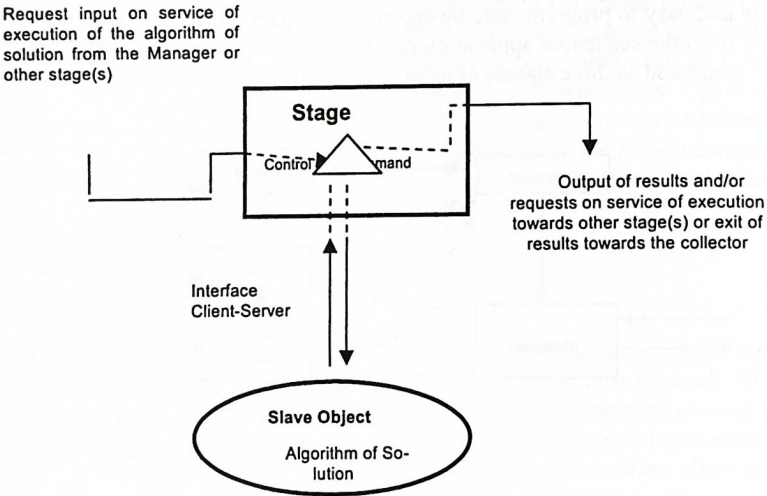 Request input on service of
execution of the algorithm of
solution from the Manager or
other stage(s)
Stage
Control mand
Output of results and/or
requests on service of execution
towards other stage(s) or exit of
results towards the collector
Interface
Client-Server
Slave Object
Algorithm of So-
lution